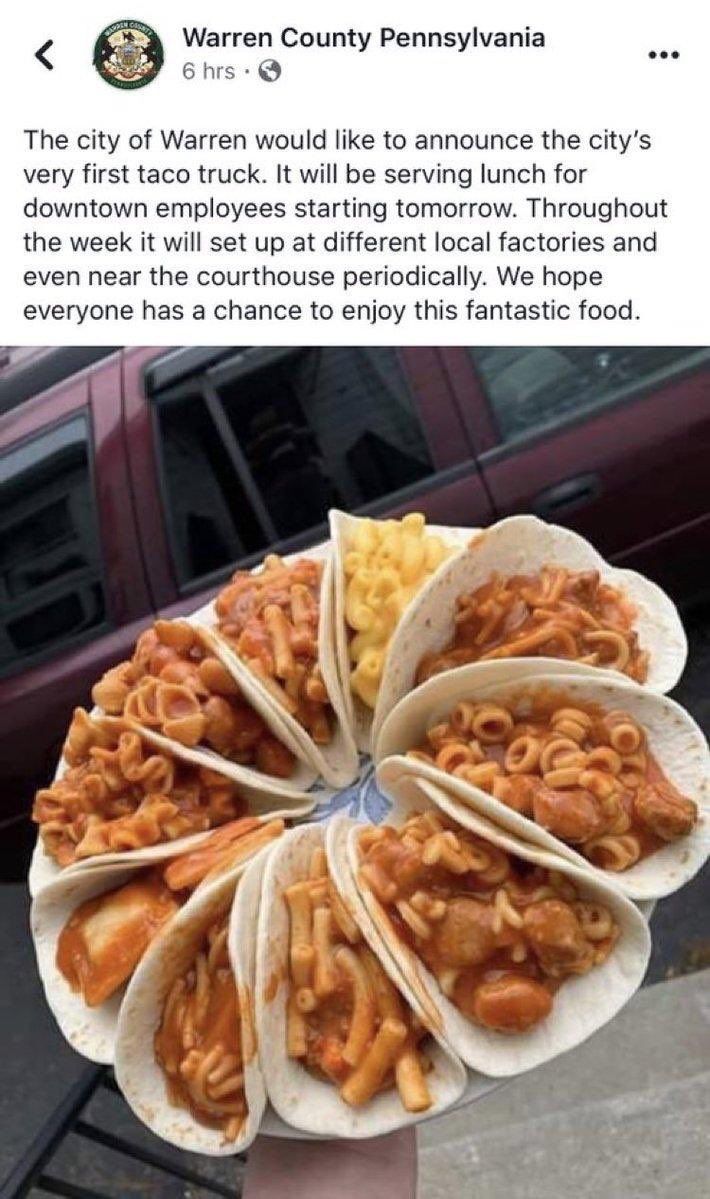 Warren County Pennsylvania
6 hrs ·
The city of Warren would like to announce the city's
very first taco truck. It will be serving lunch for
downtown employees starting tomorrow. Throughout
the week it will set up at different local factories and
even near the courthouse periodically. We hope
everyone has a chance to enjoy this fantastic food.